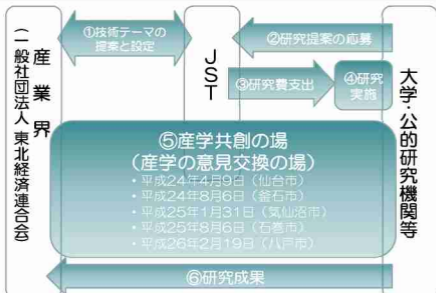 産業界
(一般社団法人 東北経済連合会)
①技術テーマの
提案と設定
JST
②研究提案の応募
③研究費支出
④研究
実施
大学・公的研究機関等
⑤産学共創の場
(産学の意見交換の場)
・平成24年4月9日(仙台市)
・平成24年8月6日(釜石市)
・平成25年1月31日(気仙沼市)
・平成25年8月6日(石巻市)
・平成26年2月19日(八戸市)
⑥研究成果